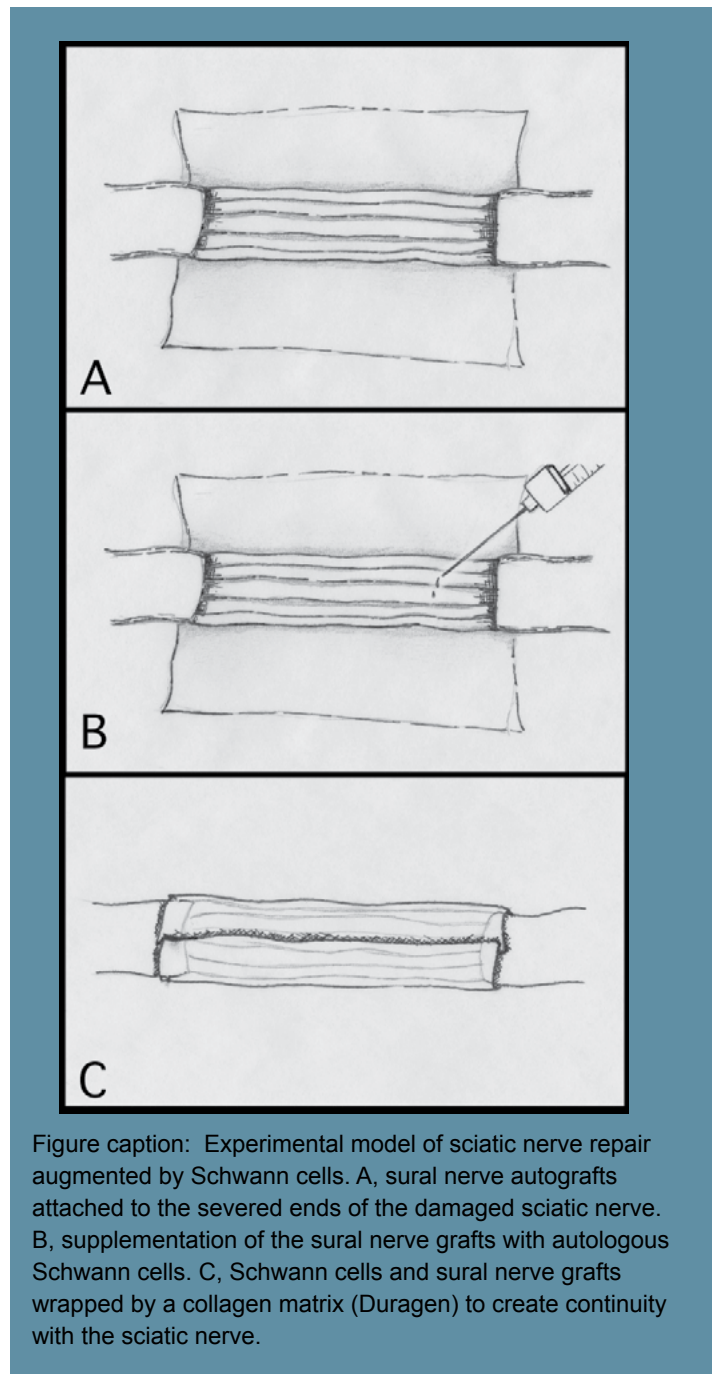 A
B
C
Figure caption:  Experimental model of sciatic nerve repair
augmented by Schwann cells. A, sural nerve autografts
attached to the severed ends of the damaged sciatic nerve.
B, supplementation of the sural nerve grafts with autologous
Schwann cells. C, Schwann cells and sural nerve grafts
wrapped by a collagen matrix (Duragen) to create continuity
with the sciatic nerve.